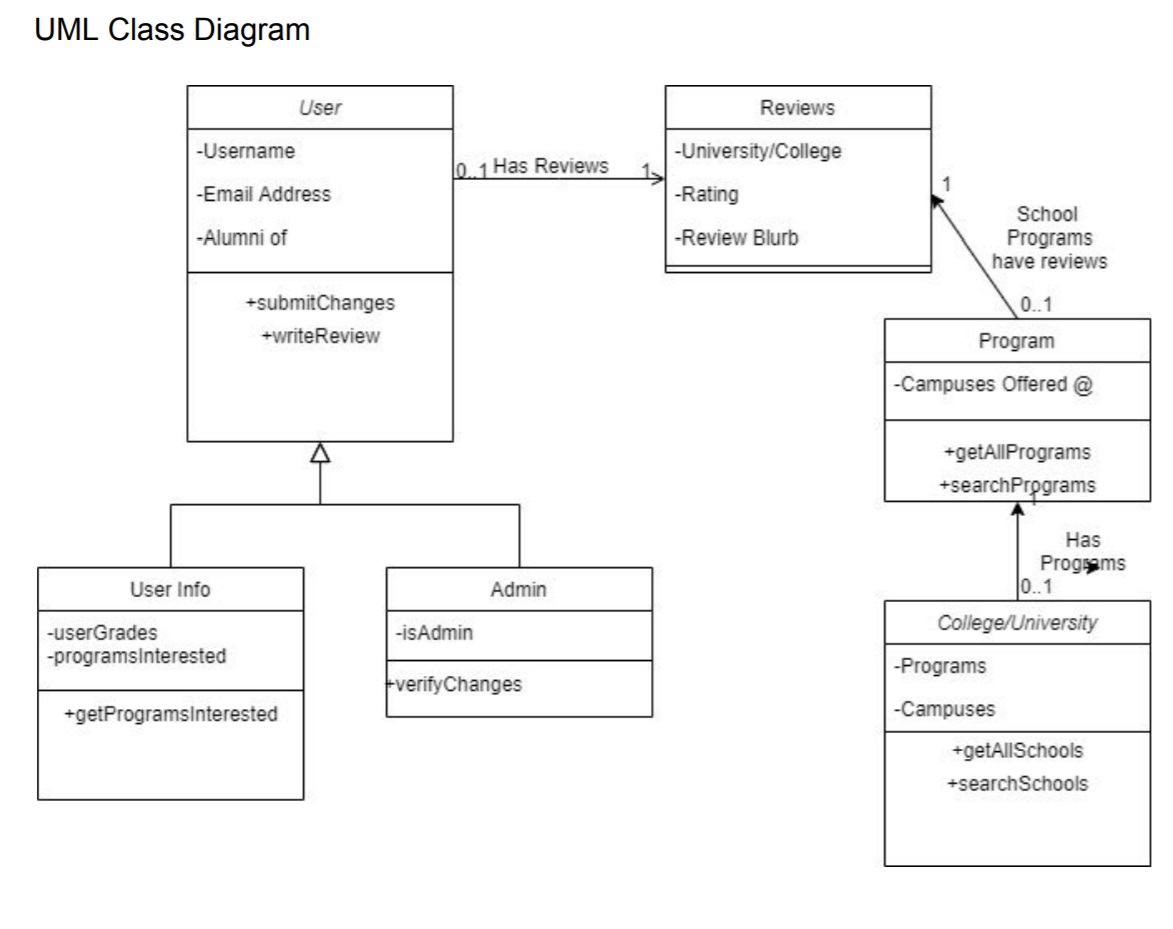 UML Class Diagram
User
-Username
-Email Address
-Alumni of
+submitChanges
+writeReview
0..1 Has Reviews 1
Reviews
-University/College
-Rating
-Review Blurb
1
School
Programs
have reviews
0..1
Program
-Campuses Offered @
+getAllPrograms
+searchPrograms
1
Has
Programs
0..1
User Info
-userGrades
-programsInterested
+getProgramsInterested
Admin
-isAdmin
+verifyChanges
College/University
-Programs
-Campuses
+getAllSchools
+searchSchools